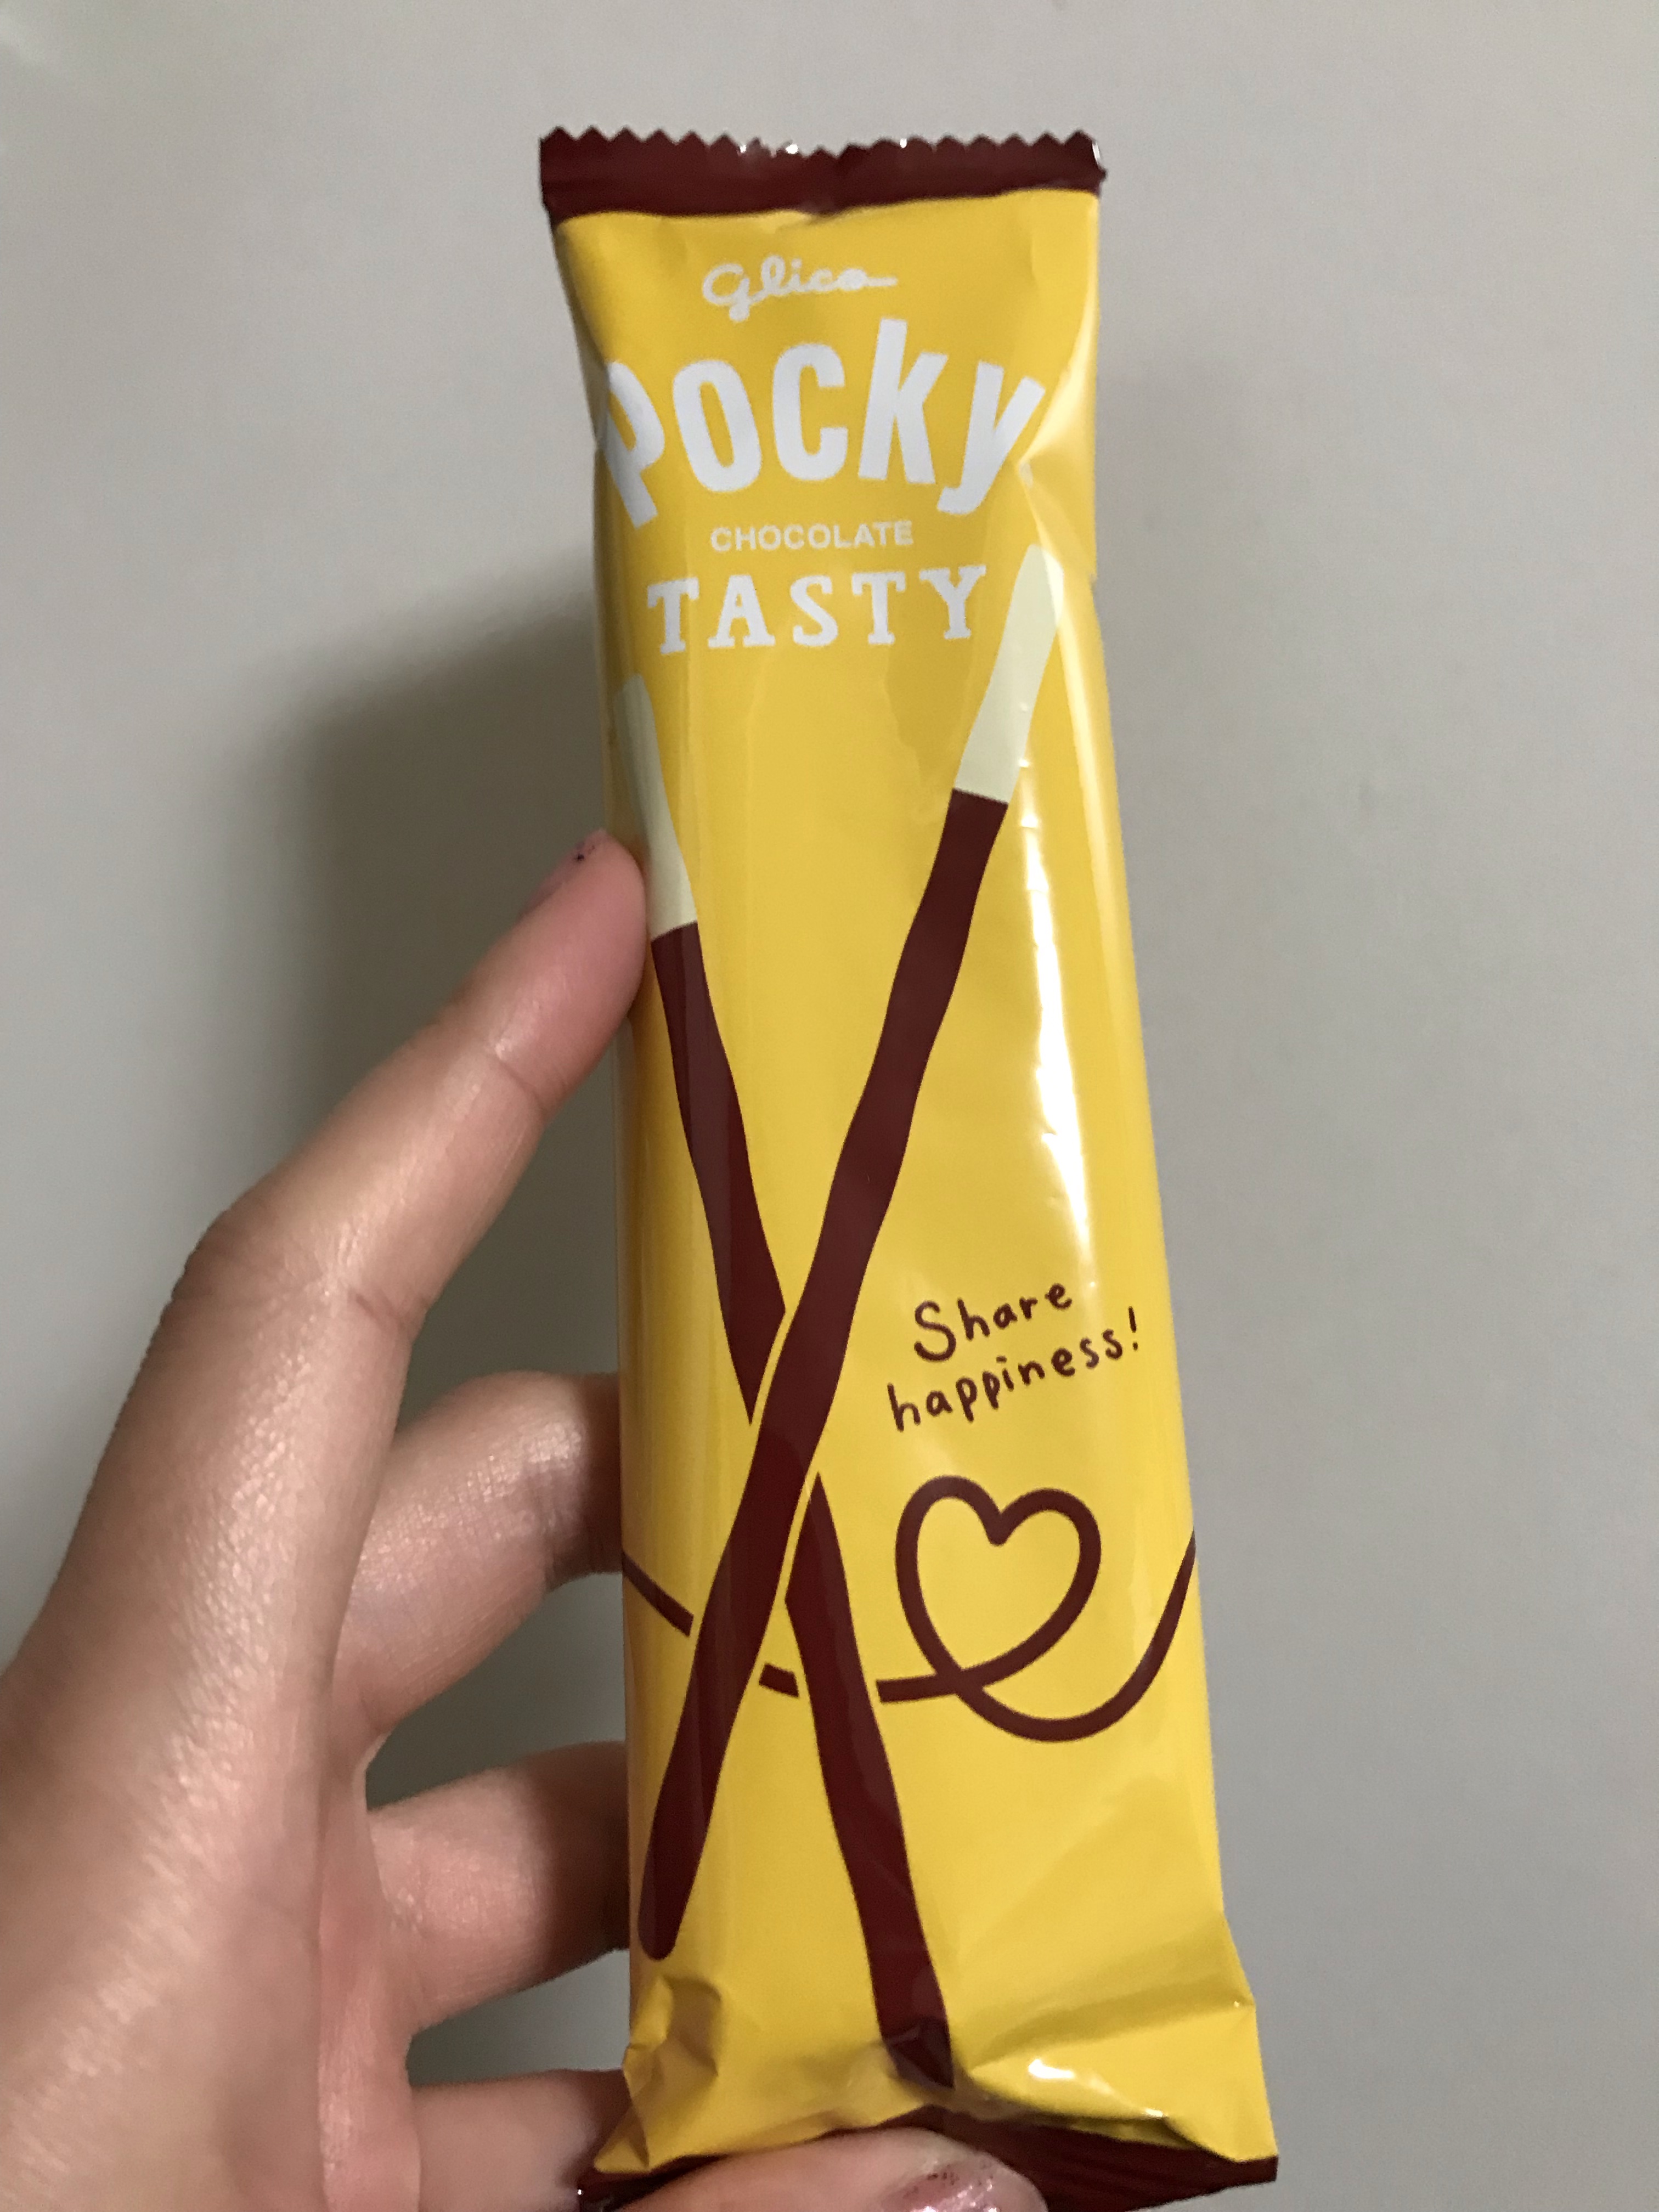 Glico
Pocky
CHOCOLATE
TASTY
Share
happiness!